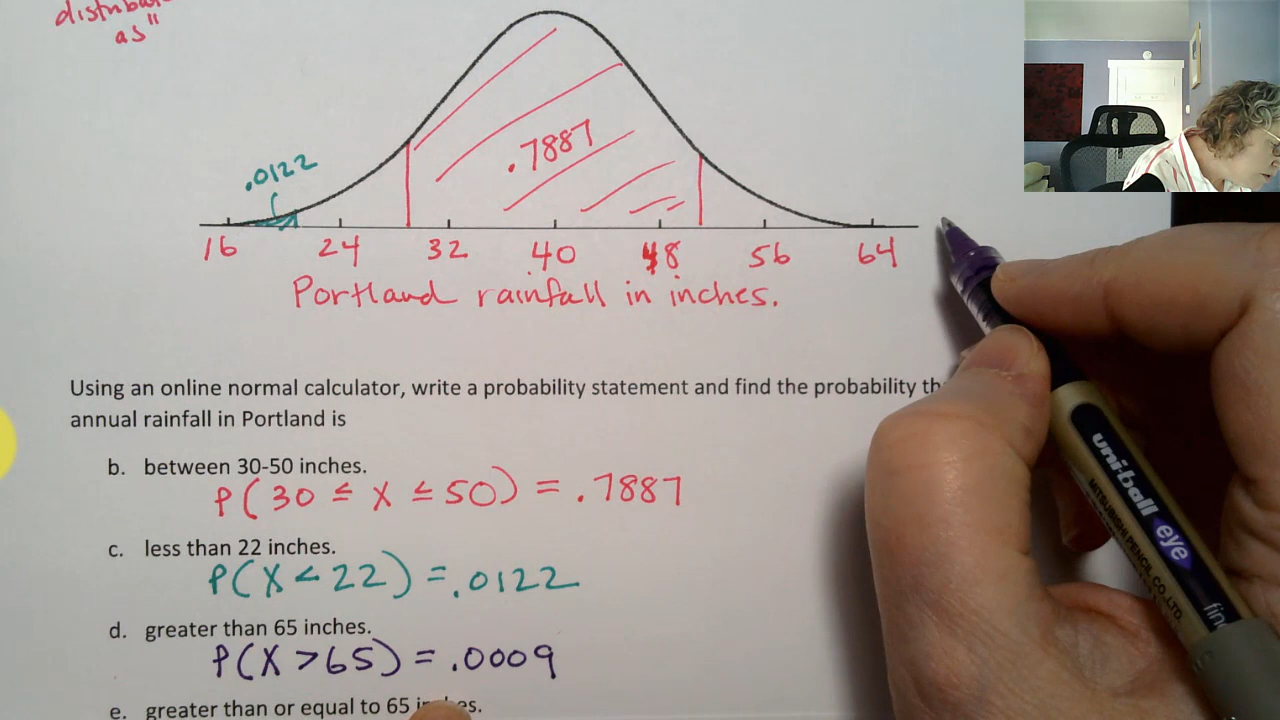 as"
.0122
.7887
16 24 32 40 48 56 64
Portland rainfall in inches.
Using an online normal calculator, write a probability statement and find the probability
annual rainfall in Portland is
b. between 30-50 inches.
P(30 ≤ X ≤ 50) = .7887
c. less than 22 inches.
P(X < 22) = .0122
d. greater than 65 inches.
P(X > 65) = .0009
e. greater than or equal to 65
uni-ball eye
MITSUBISHI PENCIL CO., LTD.